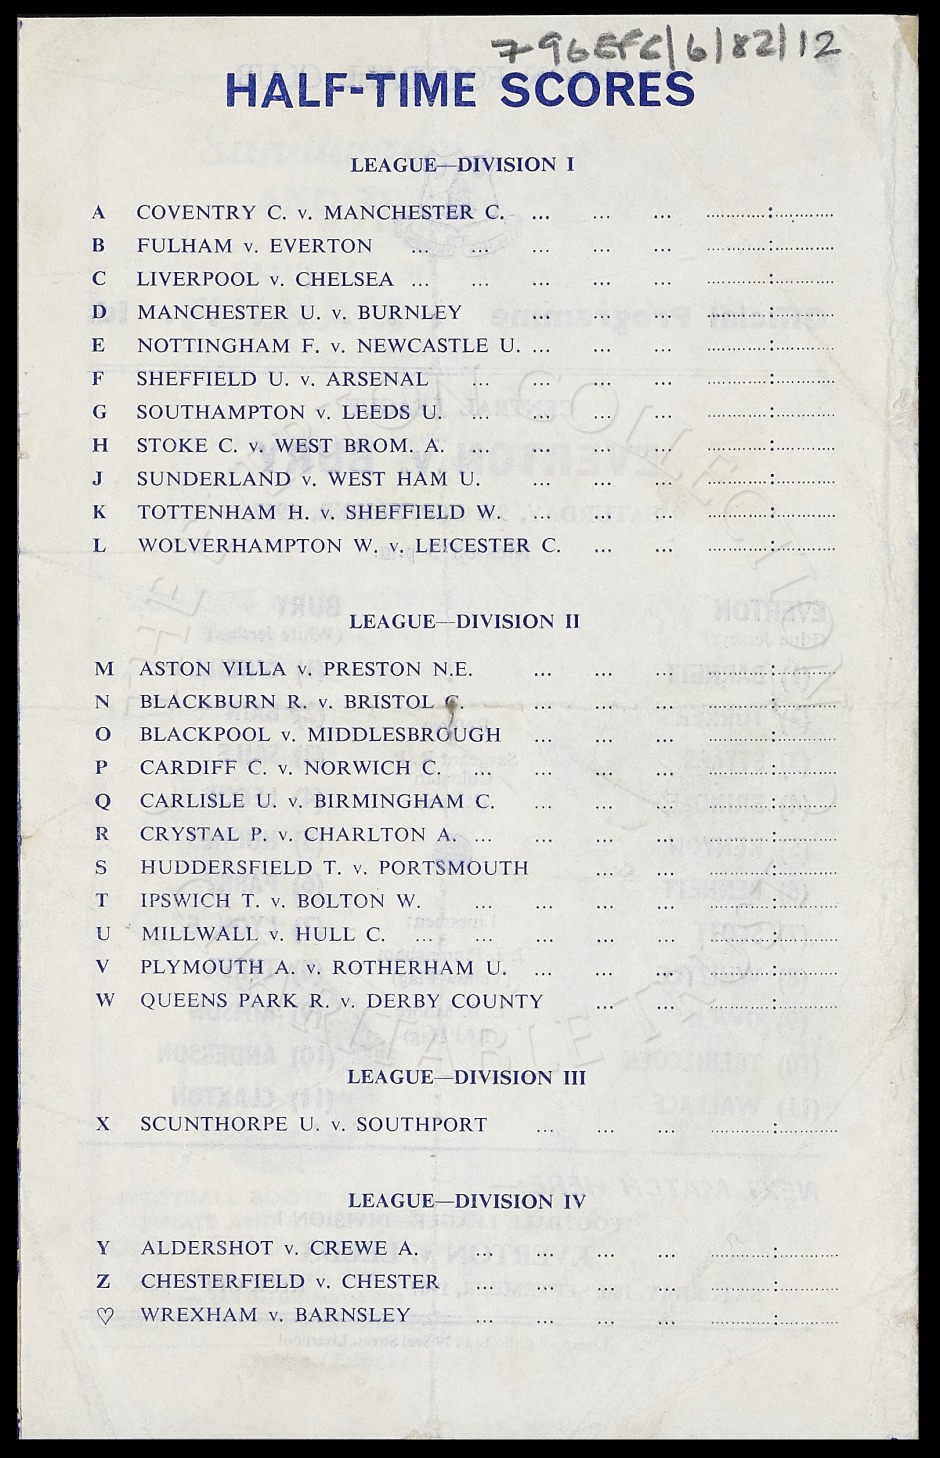 796EFC/6/82/12
HALF-TIME SCORES
LEAGUE—DIVISION I
A COVENTRY C. v. MANCHESTER C. ... ... ... ............:............
B FULHAM v. EVERTON ... ... ... ... ... ............:............
C LIVERPOOL v. CHELSEA ... ... ... ... ... ............:............
D MANCHESTER U. v. BURNLEY ... ... ... ............:............
E NOTTINGHAM F. v. NEWCASTLE U. ... ... ... ............:............
F SHEFFIELD U. v. ARSENAL ... ... ... ... ............:............
G SOUTHAMPTON v. LEEDS U. ... ... ... ... ............:............
H STOKE C. v. WEST BROM. A. ... ... ... ... ............:............
J SUNDERLAND v. WEST HAM U. ... ... ... ............:............
K TOTTENHAM H. v. SHEFFIELD W. ... ... ... ............:............
L WOLVERHAMPTON W. v. LEICESTER C. ... ... ............:............
LEAGUE—DIVISION II
M ASTON VILLA v. PRESTON N.E. ... ... ... ............:............
N BLACKBURN R. v. BRISTOL C. ... ... ... ............:............
O BLACKPOOL v. MIDDLESBROUGH ... ... ... ............:............
P CARDIFF C. v. NORWICH C. ... ... ... ... ............:............
Q CARLISLE U. v. BIRMINGHAM C. ... ... ... ............:............
R CRYSTAL P. v. CHARLTON A. ... ... ... ... ............:............
S HUDDERSFIELD T. v. PORTSMOUTH ... ... ............:............
T IPSWICH T. v. BOLTON W. ... ... ... ... ............:............
U MILLWALL v. HULL C. ... ... ... ... ... ............:............
V PLYMOUTH A. v. ROTHERHAM U. ... ... ... ............:............
W QUEENS PARK R. v. DERBY COUNTY ... ... ............:............
LEAGUE—DIVISION III
X SCUNTHORPE U. v. SOUTHPORT ... ... ... ............:............
LEAGUE—DIVISION IV
Y ALDERSHOT v. CREWE A. ... ... ... ... ............:............
Z CHESTERFIELD v. CHESTER ... ... ... ... ............:............
♡ WREXHAM v. BARNSLEY ... ... ... ... ............:............